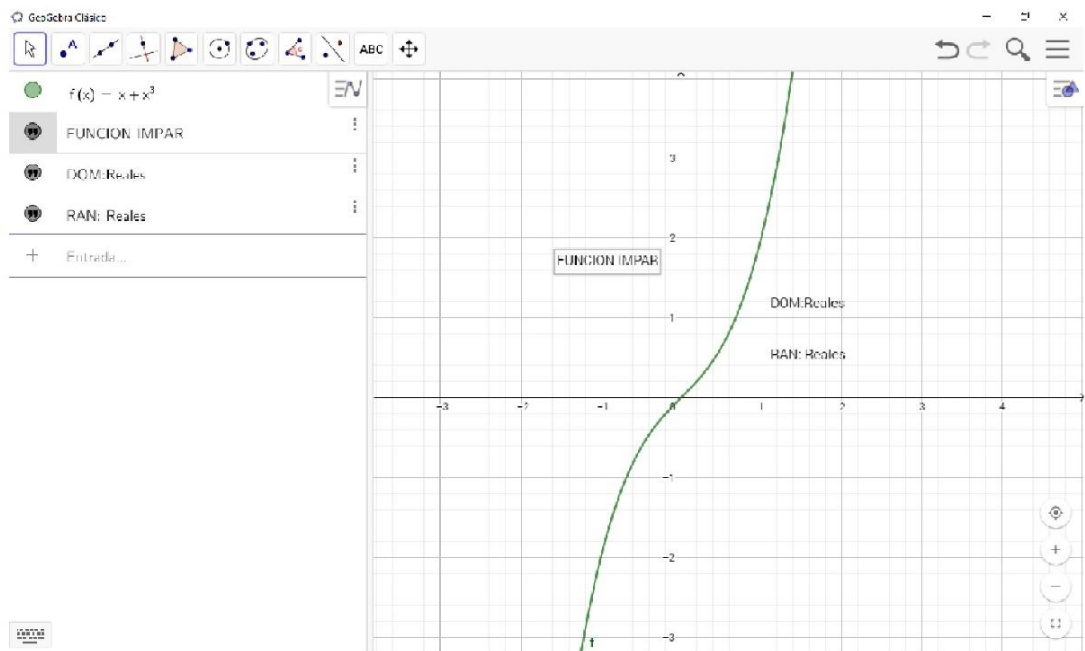 GeoGebra Clásico
ABC
f(x) = x + x³
FUNCION IMPAR
DOM:Reales
RAN: Reales
Entrada...
3
2
FUNCION IMPAR
DOM:Reales
1
RAN: Reales
-3 -2 -1 0 1 2 3 4
-1
-2
-3
f